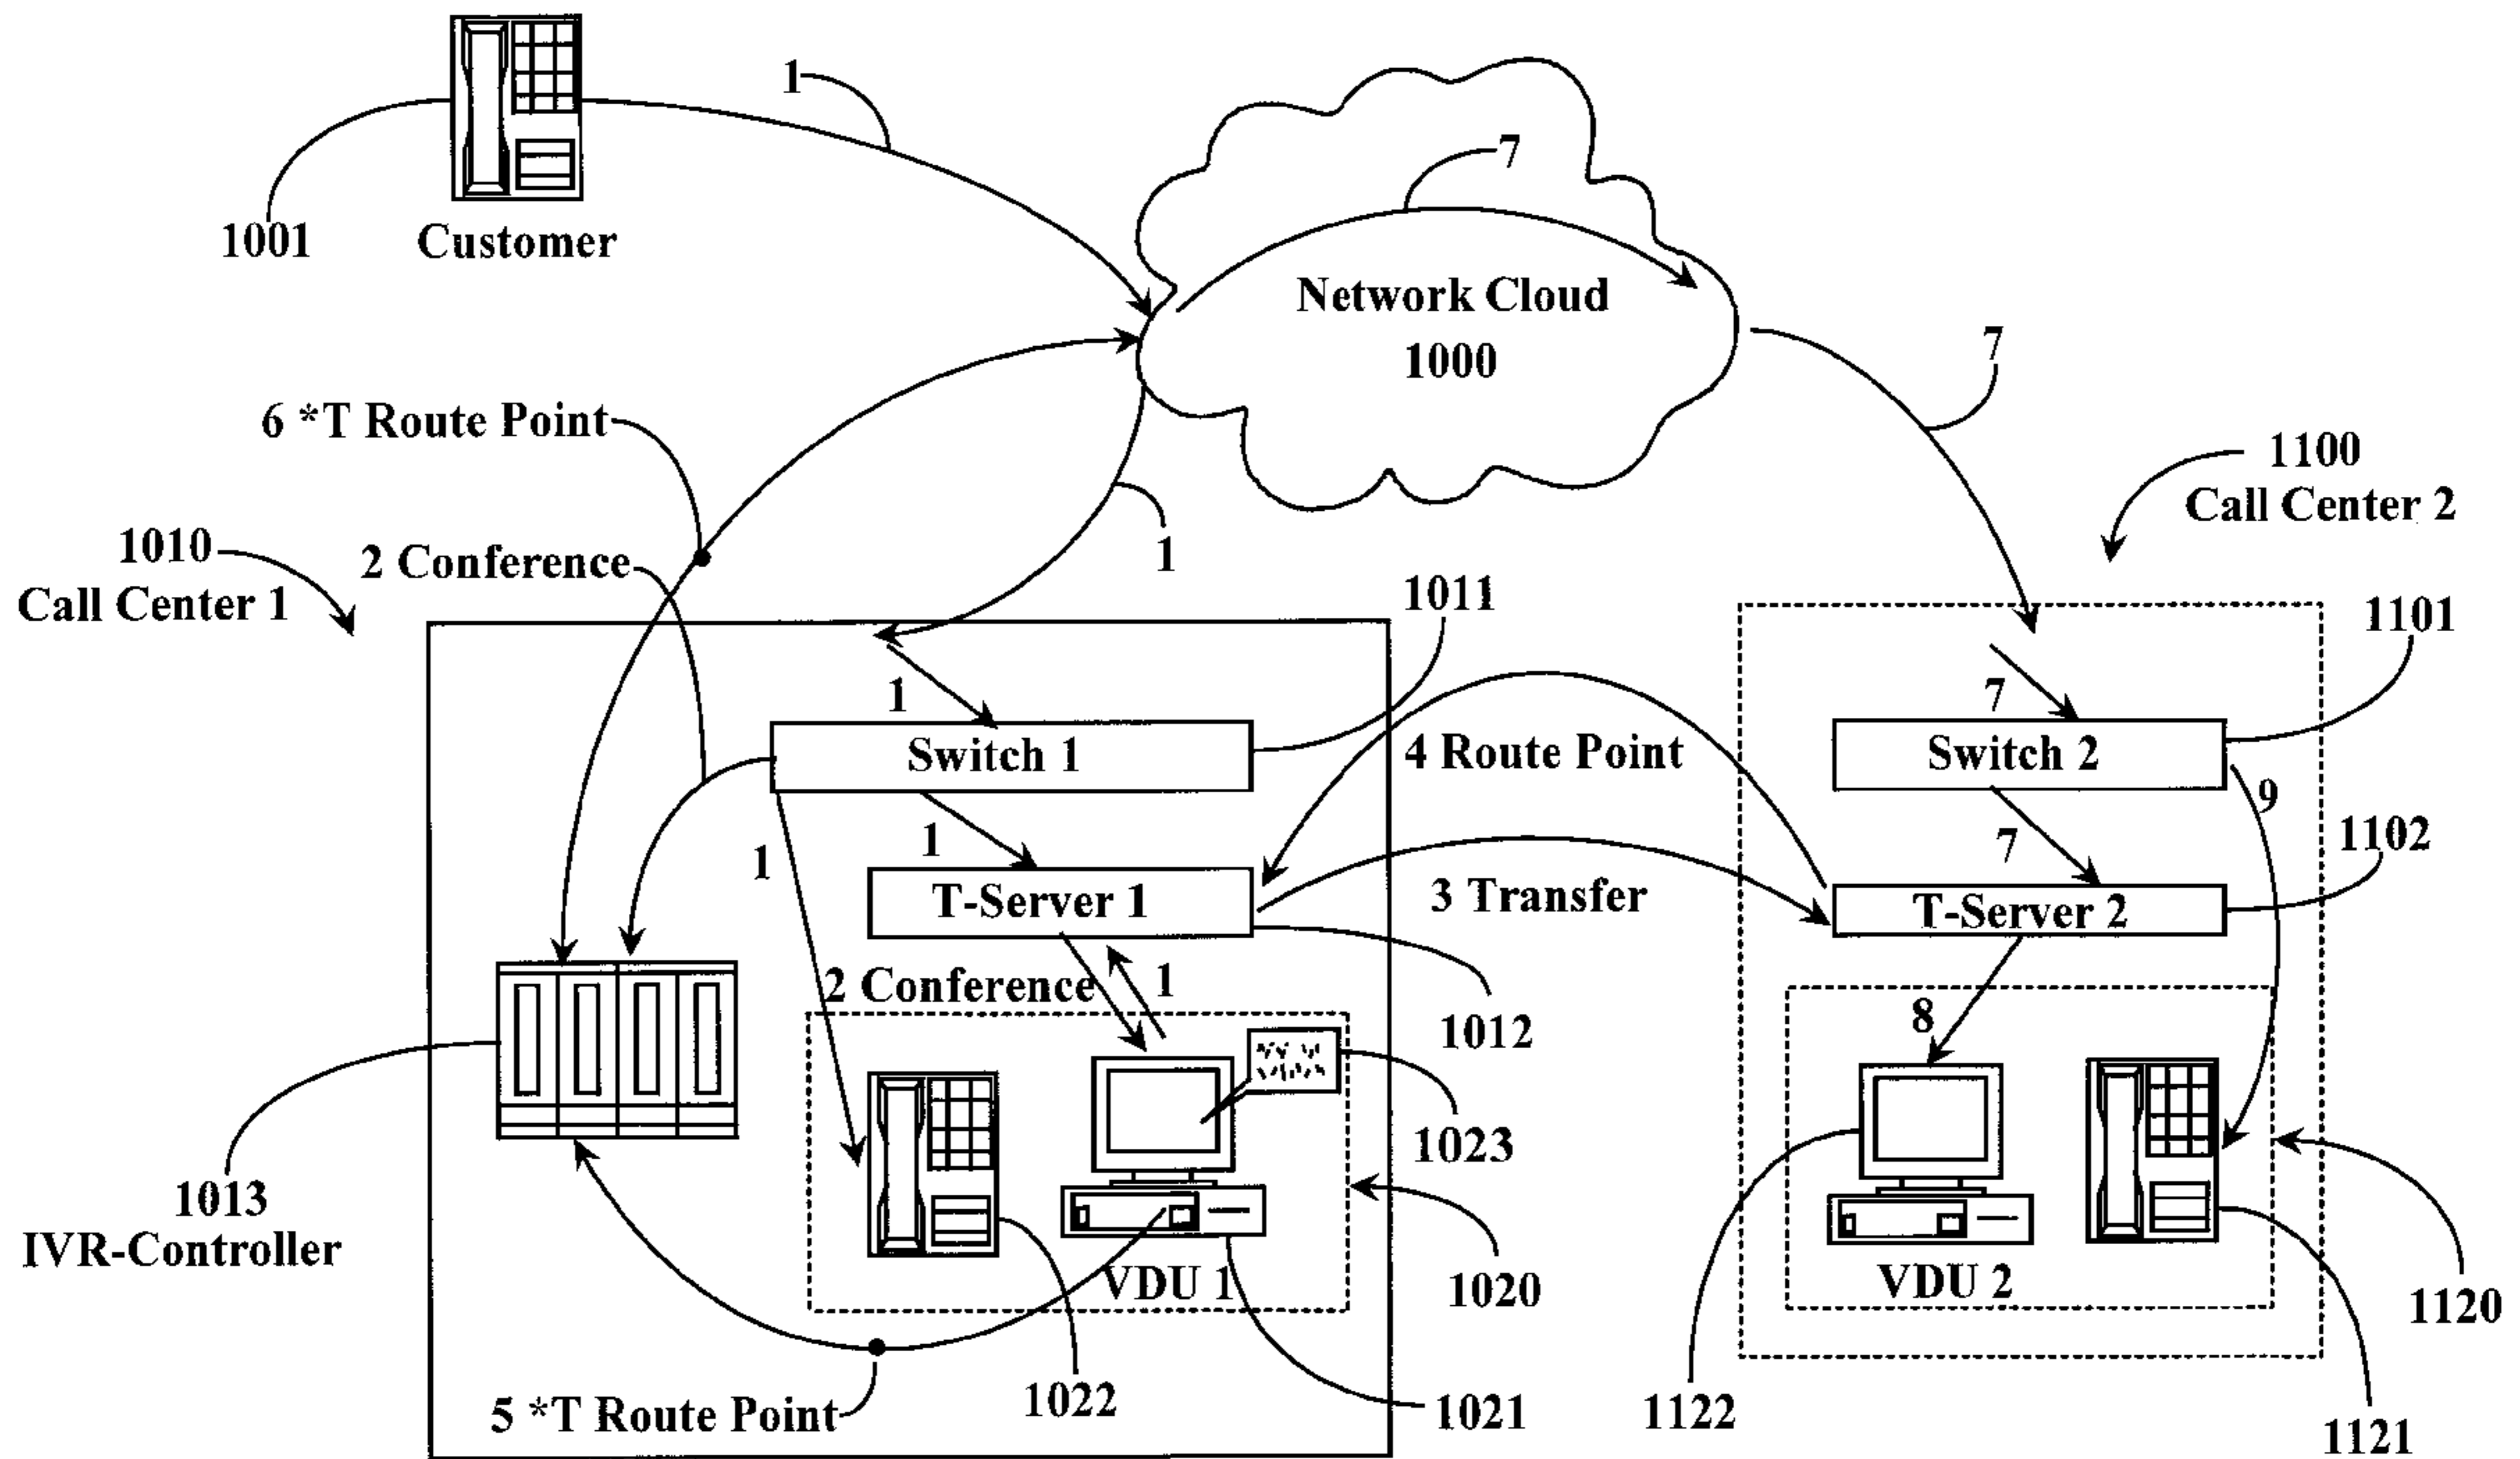 1
7
1001
Customer
Network Cloud
1000
7
6 *T Route Point
1100
Call Center 2
1010
Call Center 1
2 Conference
1
1011
1101
1
7
Switch 1
4 Route Point
Switch 2
9
1
1
7
1102
T-Server 1
3 Transfer
T-Server 2
2 Conference
1
8
1012
1023
1013
IVR-Controller
VDU 1
1020
VDU 2
1120
5 *T Route Point
1022
1021
1122
1121